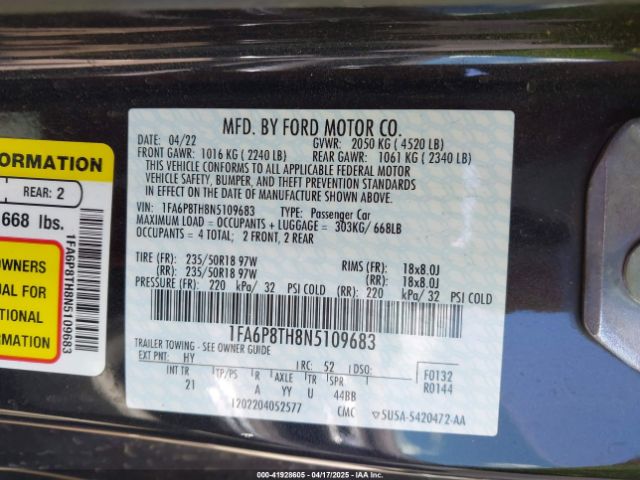 MFD. BY FORD MOTOR CO.
DATE: 04/22 GVWR: 2050 KG ( 4520 LB)
FRONT GAWR: 1016 KG ( 2240 LB) REAR GAWR: 1061 KG ( 2340 LB)
THIS VEHICLE CONFORMS TO ALL APPLICABLE FEDERAL MOTOR
VEHICLE SAFETY, BUMPER, AND THEFT PREVENTION STANDARDS
IN EFFECT ON THE DATE OF MANUFACTURE SHOWN ABOVE.
VIN: 1FA6P8TH8N5109683 TYPE: Passenger Car
MAXIMUM LOAD = OCCUPANTS + LUGGAGE = 303KG/ 668LB
OCCUPANTS = 4 TOTAL; 2 FRONT, 2 REAR
TIRE (FR): 235/50R18 97W RIMS (FR): 18x8.0J
(RR): 235/50R18 97W (RR): 18x8.0J
PRESSURE (FR): 220 kPa/ 32 PSI COLD (RR): 220 kPa/ 32 PSI COLD
1FA6P8TH8N5109683
TRAILER TOWING - SEE OWNER GUIDE
EXT PNT: HY RC: 52 DSO: F0132
INT TR TP/PS R AXLE TR SPR R0144
21 A YY U 44BB
1202204052577 CMC 5U5A-5420472-AA
ORMATION
REAR: 2
668 lbs.
OWNERS
UAL FOR
TIONAL
MATION
1FA6P8TH8N5109683
000-41928605 - 04/17/2025 - IMPACT AUTO AUCTIONS